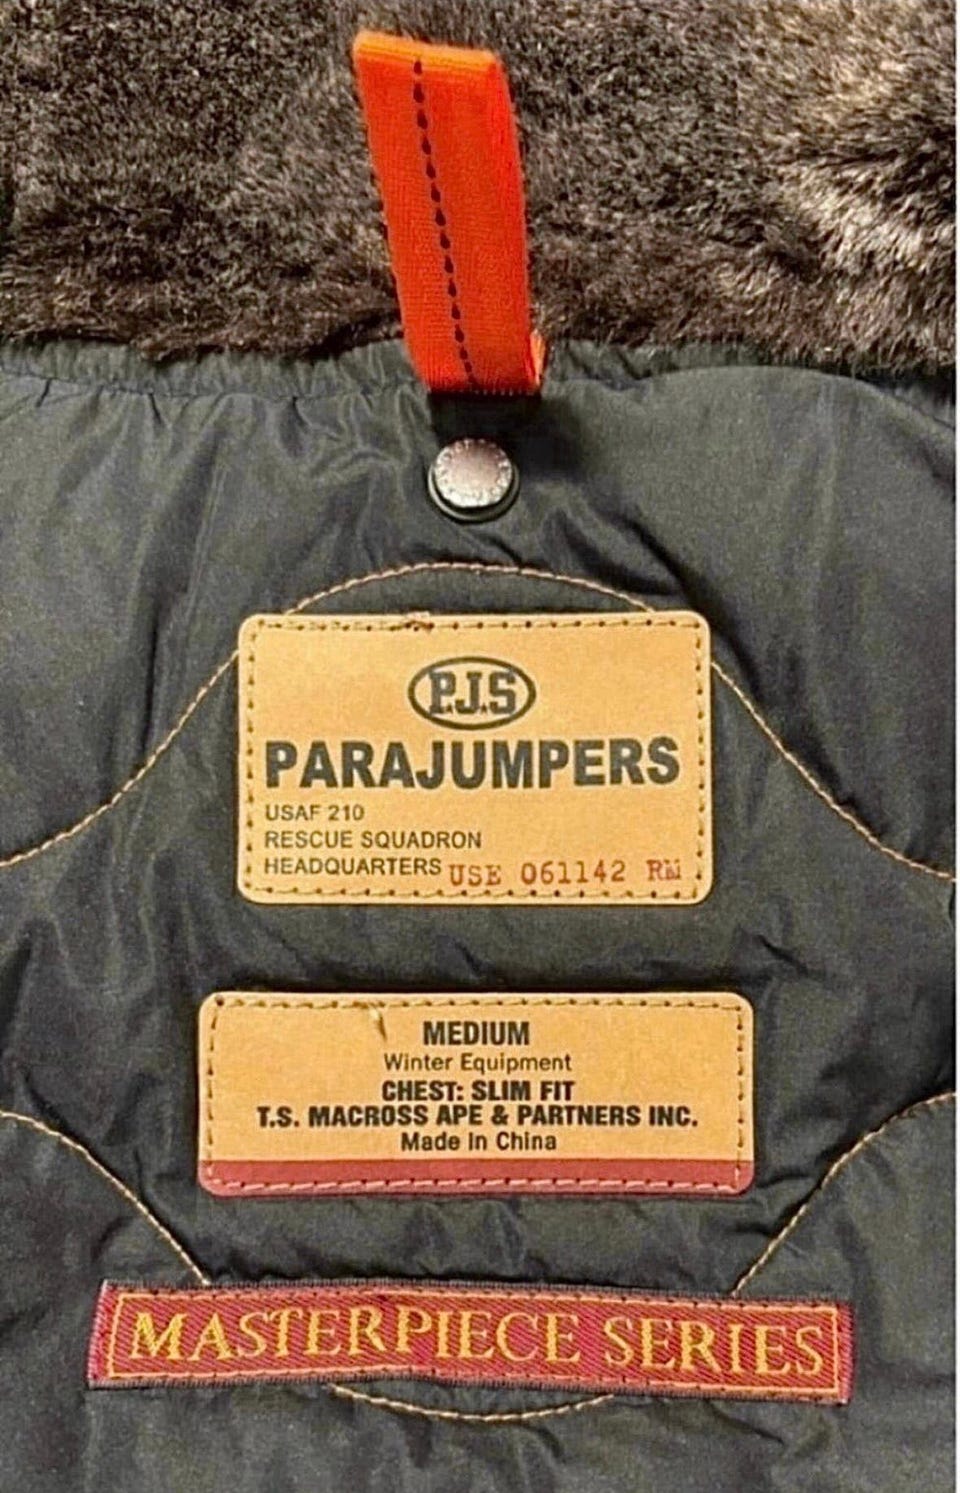 P.J.S
PARAJUMPERS
USAF 210
RESCUE SQUADRON
HEADQUARTERS USE 061142 RM
MEDIUM
Winter Equipment
CHEST: SLIM FIT
T.S. MACROSS APE & PARTNERS INC.
Made In China
MASTERPIECE SERIES